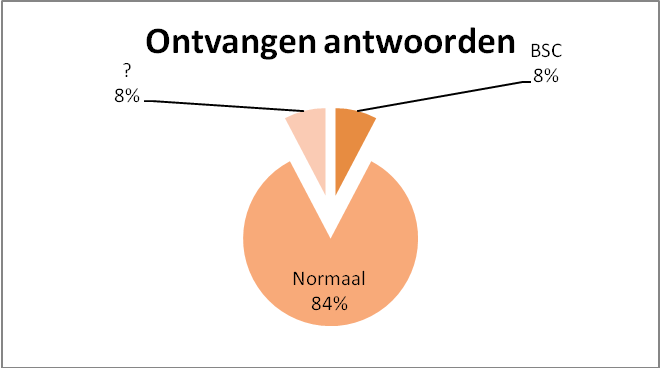 Ontvangen antwoorden
BSC
8%
?
8%
Normaal
84%